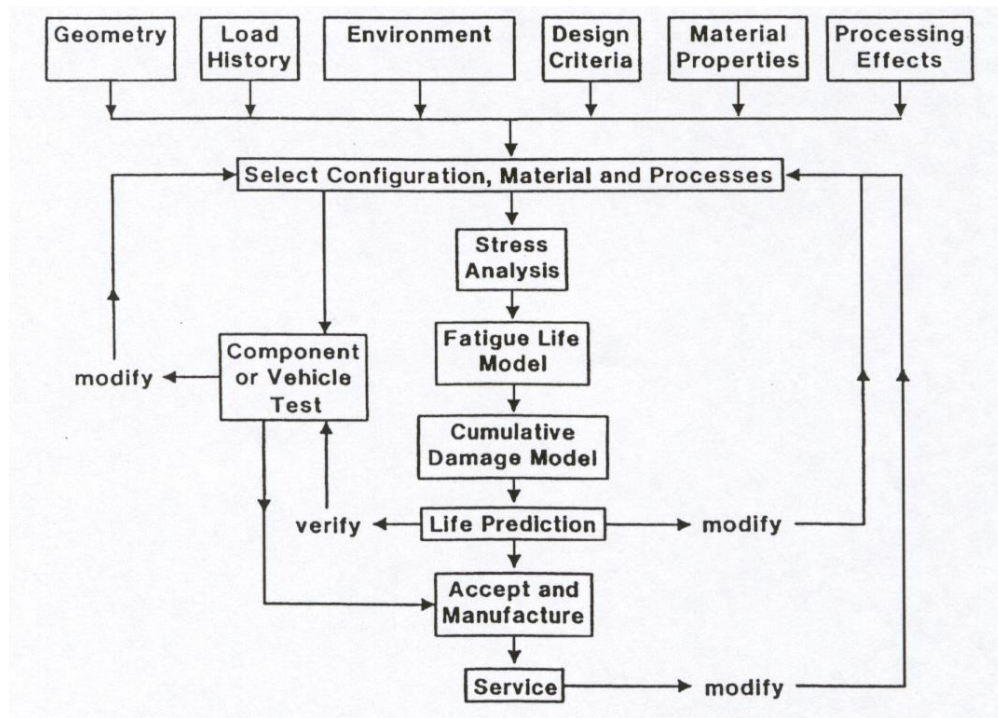 Geometry
Load
History
Environment
Design
Criteria
Material
Properties
Processing
Effects
Select Configuration, Material and Processes
Stress
Analysis
Fatigue Life
Model
Component
or Vehicle
Test
modify
Cumulative
Damage Model
verify
Life Prediction
modify
Accept and
Manufacture
Service
modify